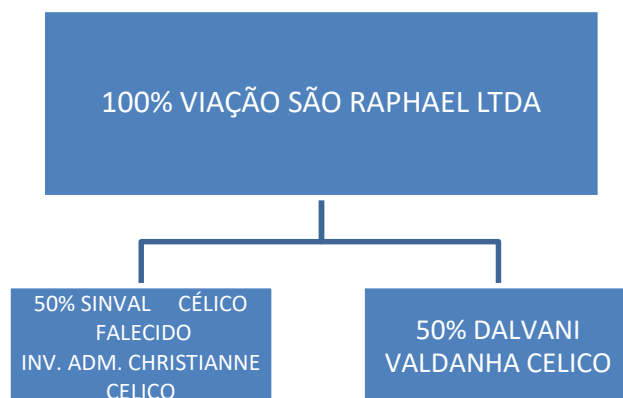 100% VIAÇÃO SÃO RAPHAEL LTDA
50% SINVAL CÉLICO
FALECIDO
INV. ADM. CHRISTIANNE
CELICO
50% DALVANI
VALDANHA CELICO